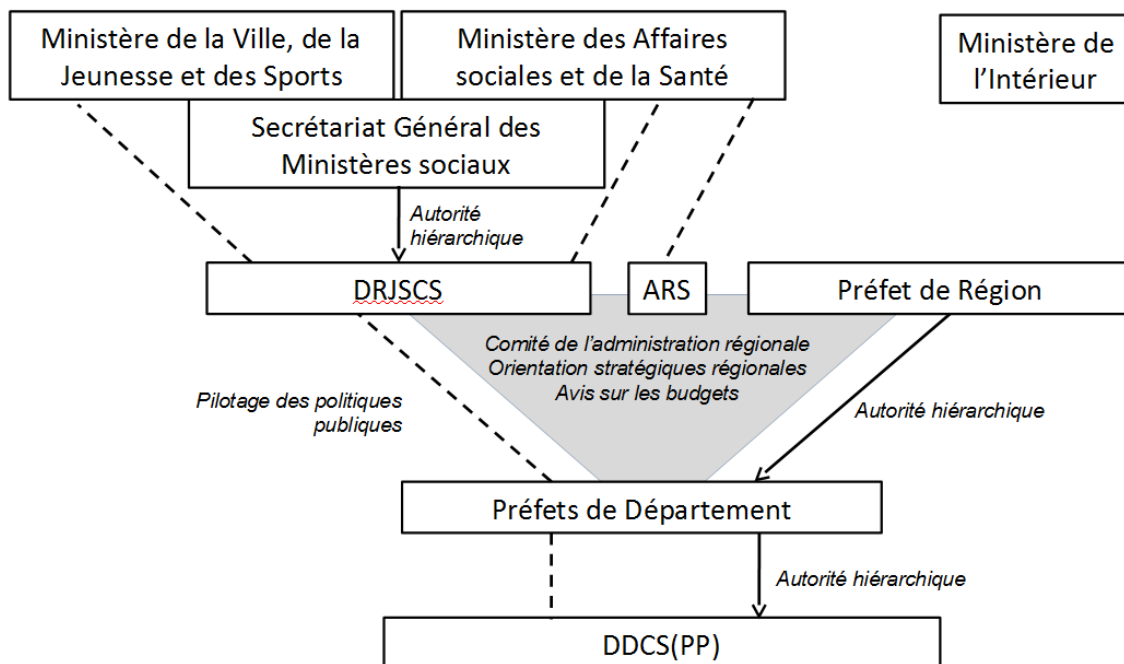 Ministère de la Ville, de la
Jeunesse et des Sports
Ministère des Affaires
sociales et de la Santé
Ministère de
l'Intérieur
Secrétariat Général des
Ministères sociaux
Autorité
hiérarchique
DRJSCS
ARS
Préfet de Région
Comité de l'administration régionale
Orientation stratégiques régionales
Avis sur les budgets
Pilotage des politiques
publiques
Autorité hiérarchique
Préfets de Département
Autorité hiérarchique
DDCS(PP)